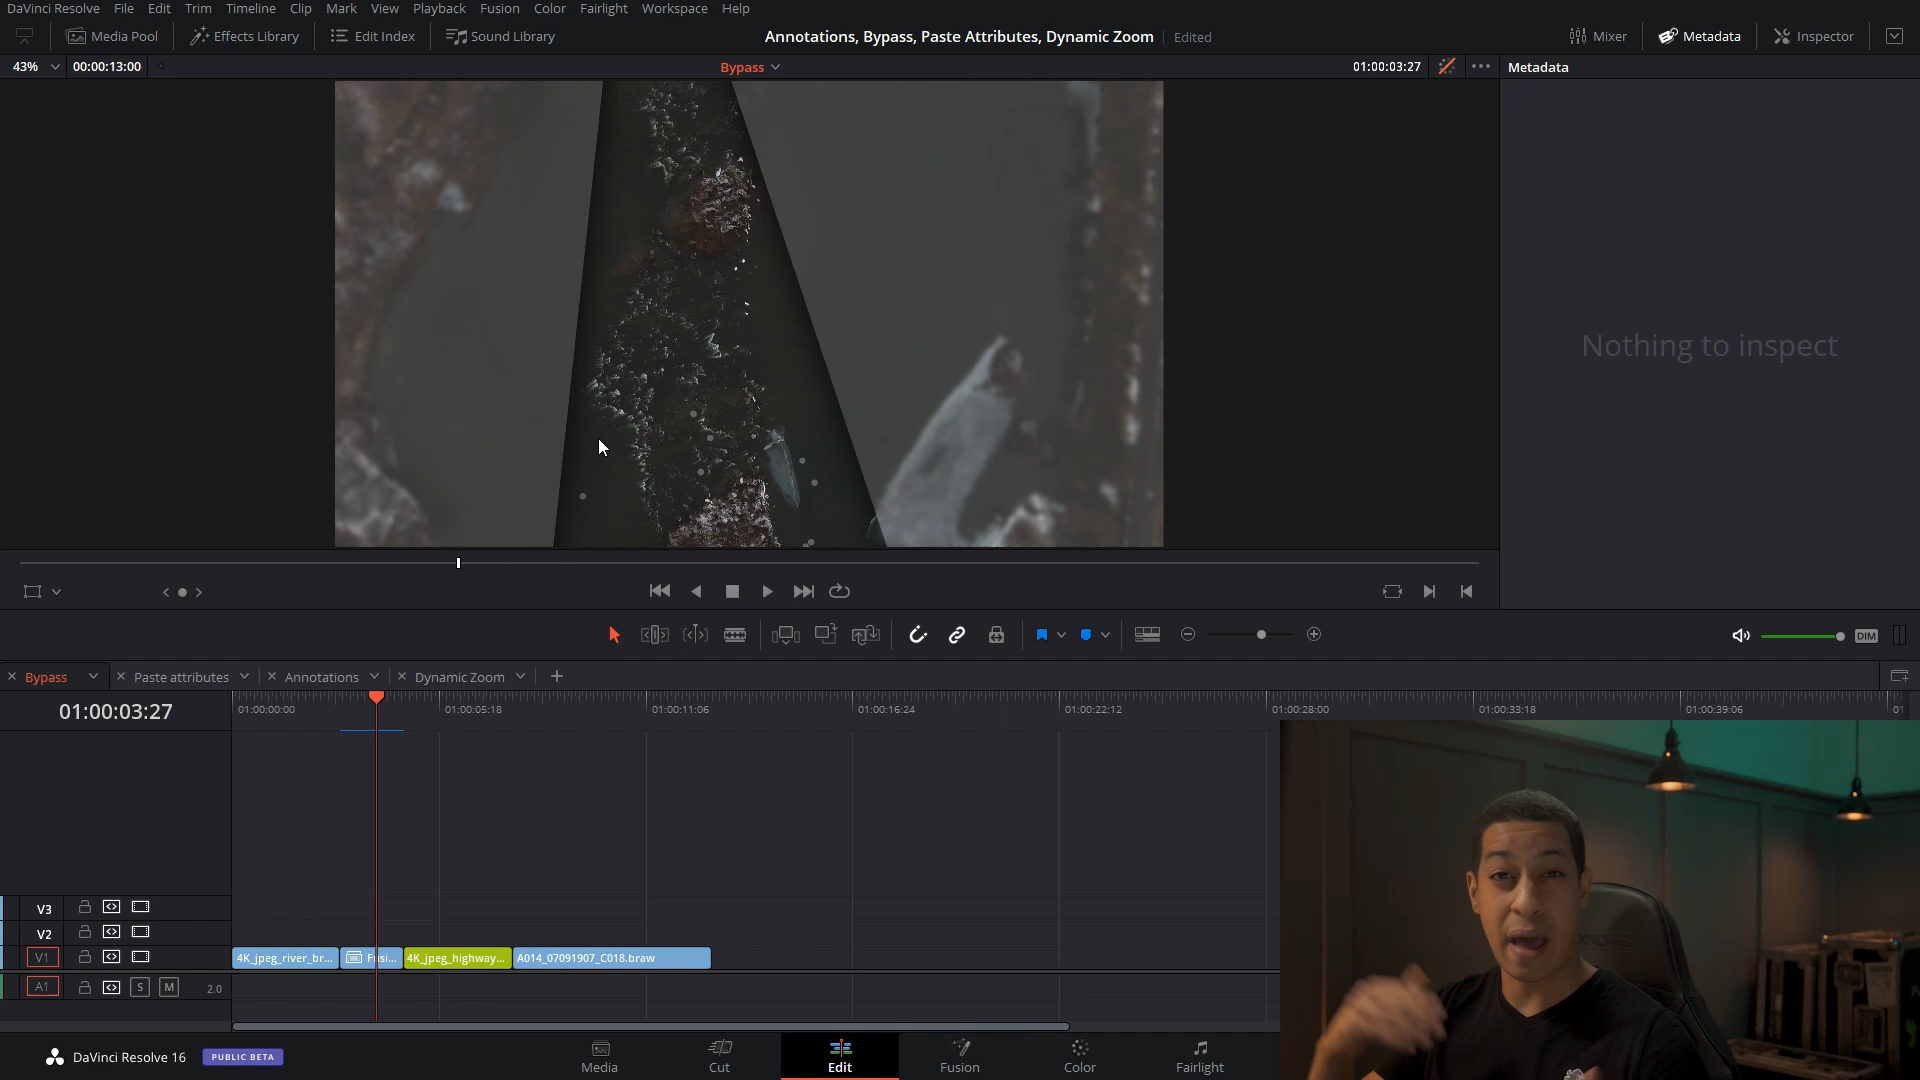 DaVinci Resolve File Edit Trim Timeline Clip Mark View Playback Fusion Color Fairlight Workspace Help
Media Pool Effects Library Edit Index Sound Library Annotations, Bypass, Paste Attributes, Dynamic Zoom Edited Mixer Metadata Inspector
43% 00:00:13:00 Bypass 01:00:03:27 Metadata
Nothing to inspect
DIM
Bypass Paste attributes Annotations Dynamic Zoom
01:00:03:27 01:00:00:00 01:00:05:18 01:00:11:06 01:00:16:24 01:00:22:12 01:00:28:00 01:00:33:18 01:00:39:06 01:
V3
V2
V1 4K_jpeg_river_br... Fusi... 4K_jpeg_highway... A014_07091907_C018.braw
A1 S M 2.0
DaVinci Resolve 16 PUBLIC BETA Media Cut Edit Fusion Color Fairlight